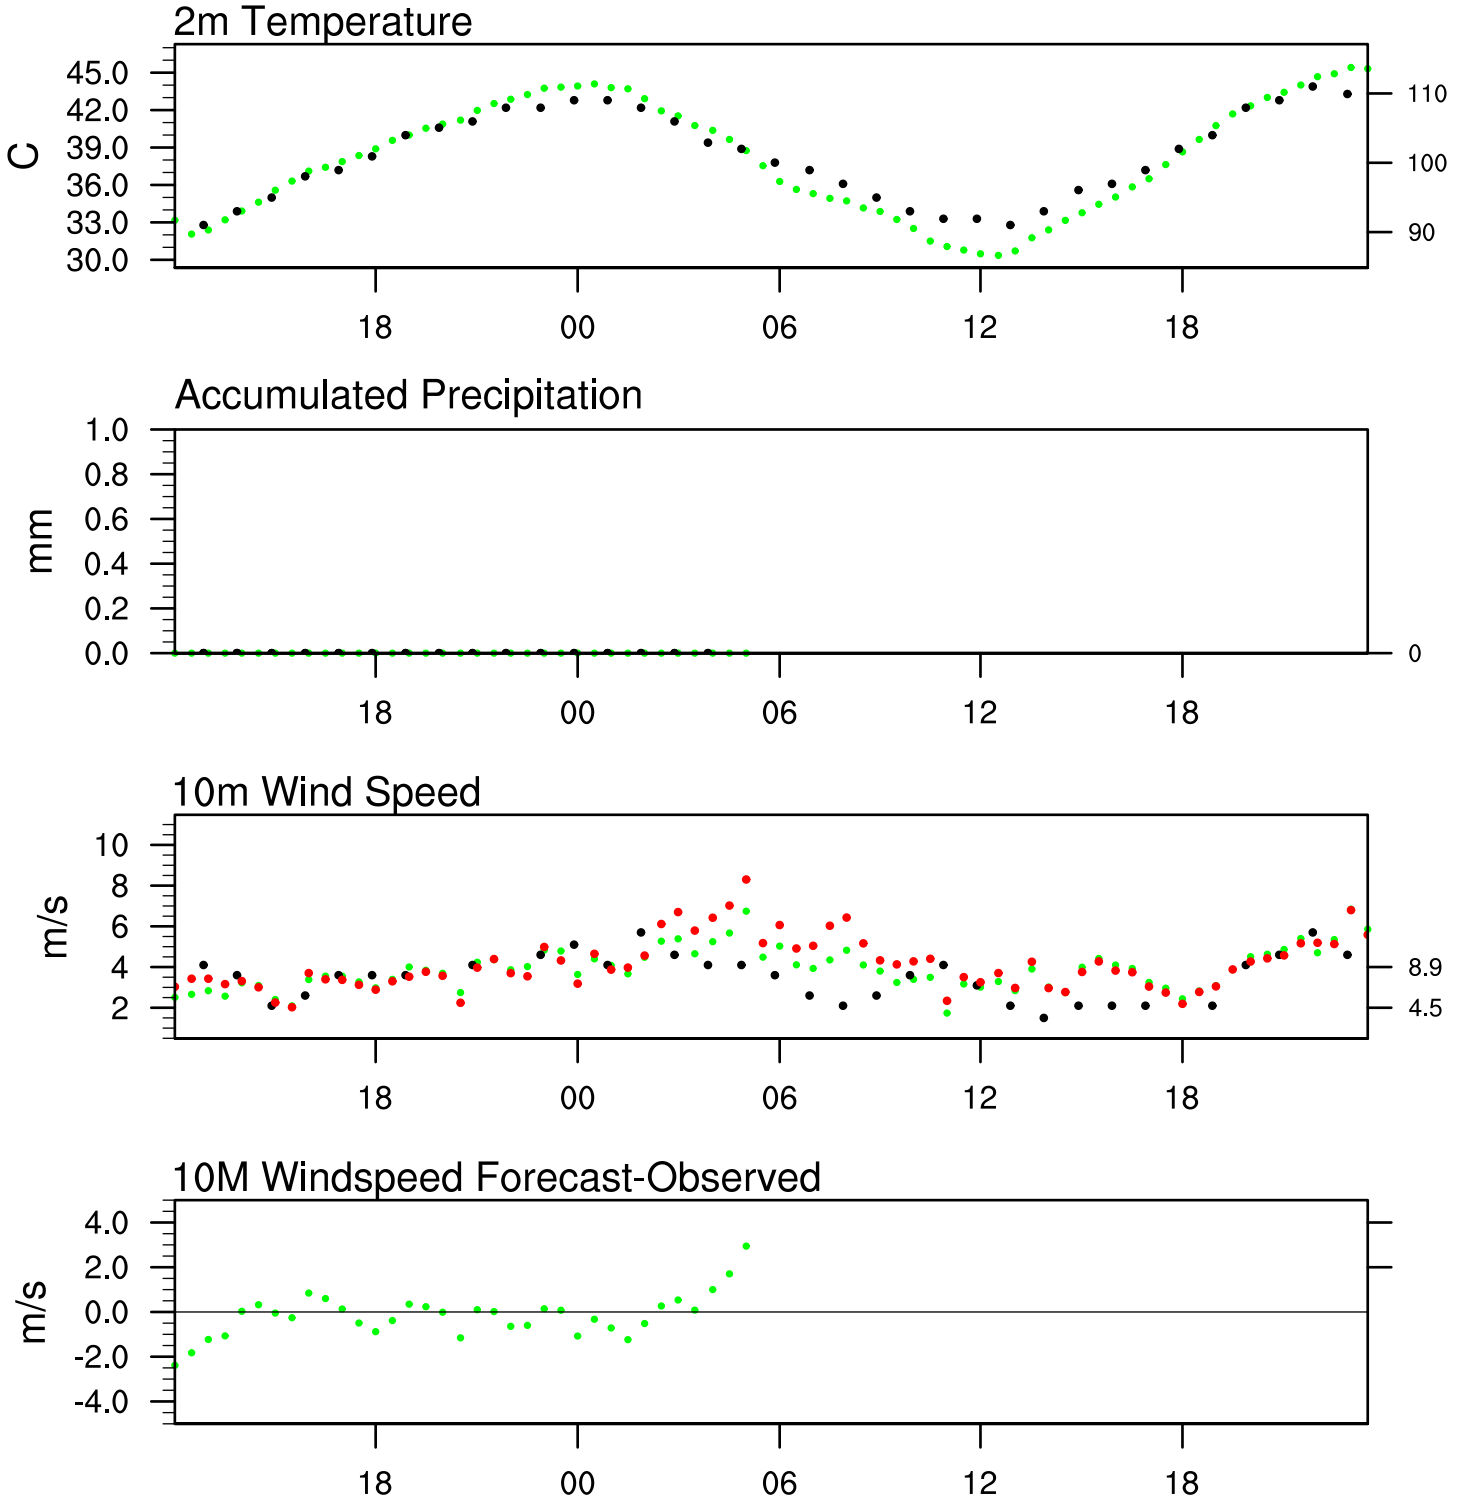 2m Temperature
45.0
42.0
39.0
36.0
33.0
30.0
C
110
100
90
18 00 06 12 18
Accumulated Precipitation
1.0
0.8
0.6
0.4
0.2
0.0
mm
0
18 00 06 12 18
10m Wind Speed
10
8
6
4
2
m/s
8.9
4.5
18 00 06 12 18
10M Windspeed Forecast-Observed
4.0
2.0
0.0
-2.0
-4.0
m/s
18 00 06 12 18